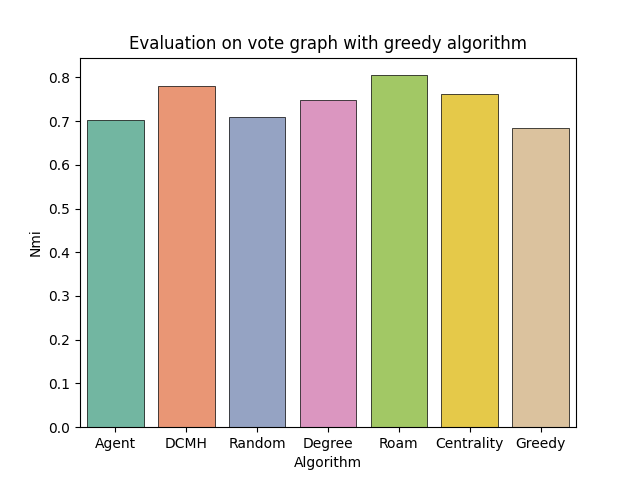 Evaluation on vote graph with greedy algorithm
0.8
0.7
0.6
0.5
0.4
0.3
0.2
0.1
0.0
Nmi
Agent DCMH Random Degree Roam Centrality Greedy
Algorithm